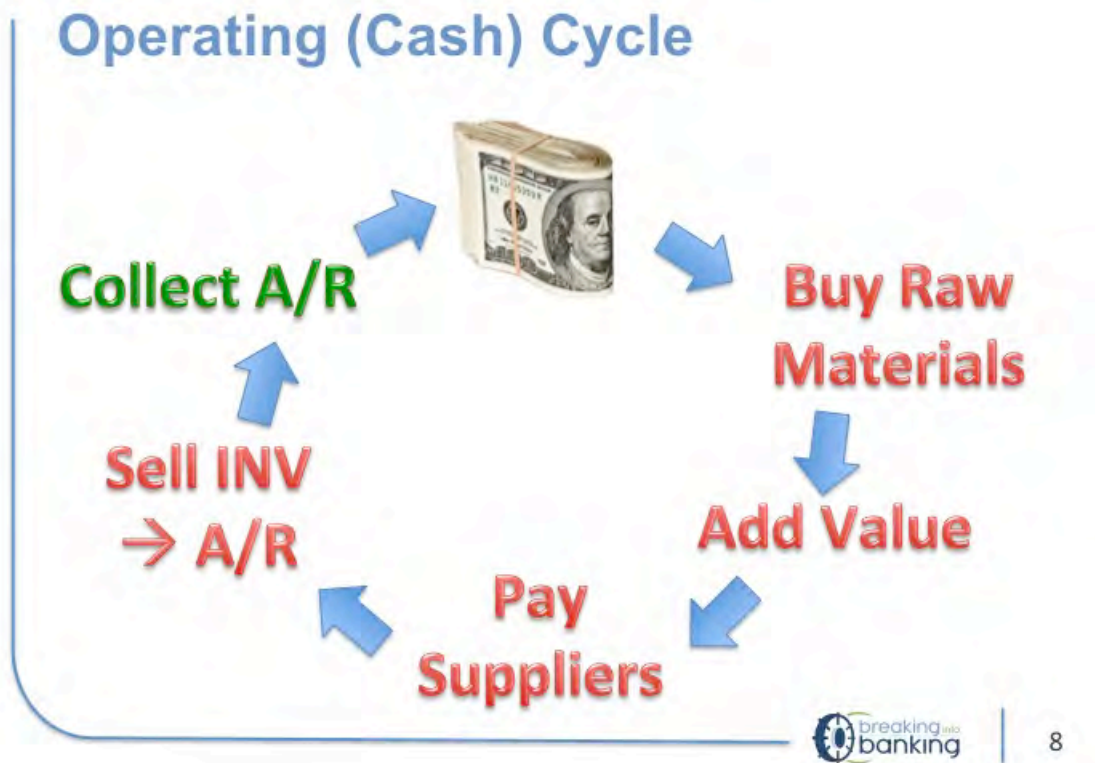 Operating (Cash) Cycle
Collect A/R
Buy Raw
Materials
Sell INV
→ A/R
Add Value
Pay
Suppliers
breaking into
banking
8